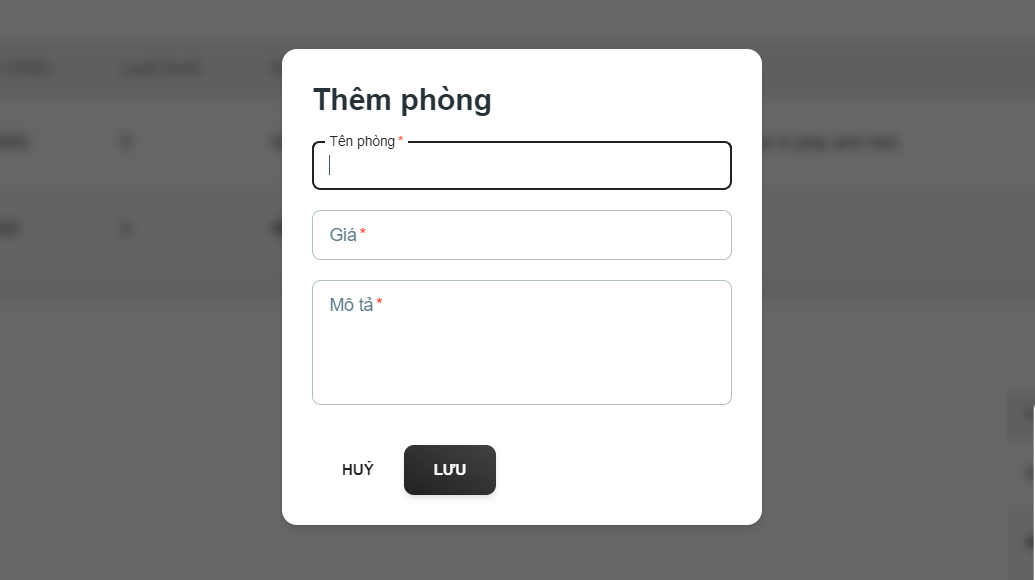 Thêm phòng
Tên phòng *
Giá *
Mô tả *
HUỶ LƯU